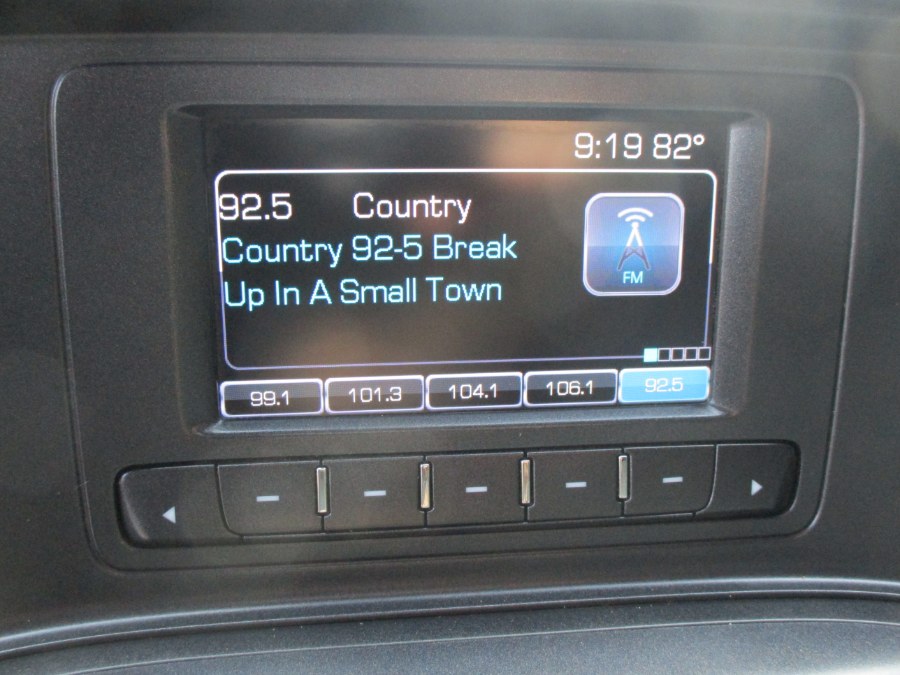 9:19 82°
92.5 Country
Country 92-5 Break
Up In A Small Town
FM
99.1 101.3 104.1 106.1 92.5